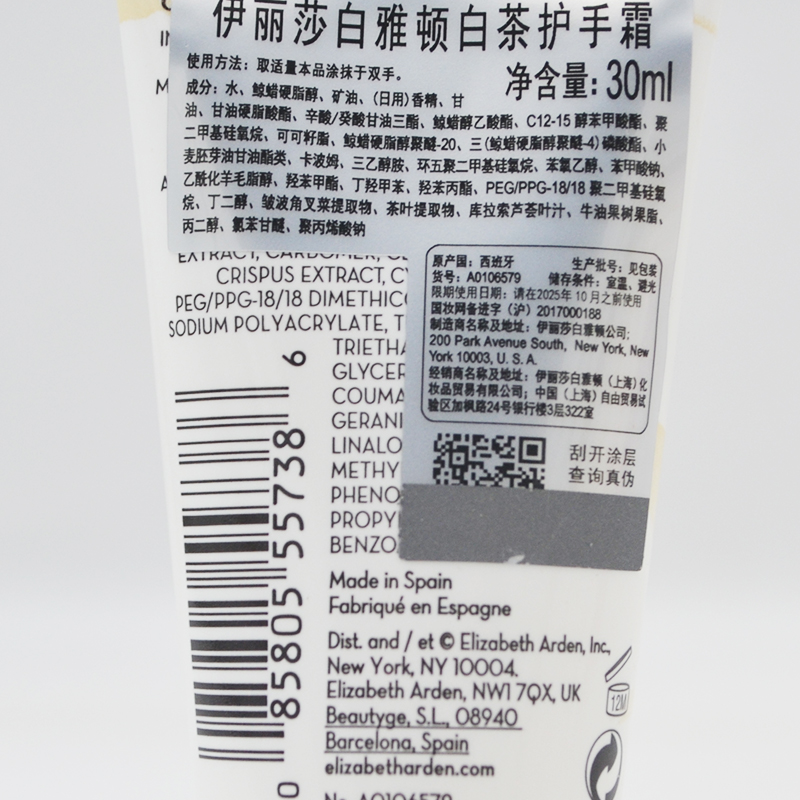 伊丽莎白雅顿白茶护手霜
使用方法：取适量本品涂抹于双手。
净含量：30ml
成分：水、鲸蜡硬脂醇、矿油、(日用)香精、甘
油、甘油硬脂酸酯、辛酸/癸酸甘油三酯、鲸蜡醇乙酸酯、C12-15 醇苯甲酸酯、聚
二甲基硅氧烷、可可籽脂、鲸蜡硬脂醇聚醚-20、三(鲸蜡硬脂醇聚醚-4)磷酸酯、小
麦胚芽油甘油酯类、卡波姆、三乙醇胺、环五聚二甲基硅氧烷、苯氧乙醇、苯甲酸钠、
乙酰化羊毛脂醇、羟苯甲酯、丁羟甲苯、羟苯丙酯、PEG/PPG-18/18 聚二甲基硅氧
烷、丁二醇、皱波角叉菜提取物、茶叶提取物、库拉索芦荟叶汁、牛油果树果脂、
丙二醇、氯苯甘醚、聚丙烯酸钠
EXTRACT, CARBOMER,
CRISPUS EXTRACT, CY
PEG/PPG-18/18 DIMETHIC
SODIUM POLYACRYLATE, T
TRIETHA
GLYCER
COUMA
GERANI
LINALO
METHY
PHENO
PROPY
BENZO
原产国：西班牙
生产批号：见包装
货号：A0106579
储存条件：室温、避光
限期使用日期：请在2025年 10 月之前使用
国妆网备进字（沪）2017000188
制造商名称及地址：伊丽莎白雅顿公司；
200 Park Avenue South, New York, New
York 10003, U. S. A.
经销商名称及地址：伊丽莎白雅顿（上海）化
妆品贸易有限公司；中国（上海）自由贸易试
验区加枫路24号银行楼3层322室
刮开涂层
查询真伪
0 85805 55738 6
Made in Spain
Fabriqué en Espagne
Dist. and / et © Elizabeth Arden, Inc.,
New York, NY 10004.
Elizabeth Arden, NW1 7QX, UK
Beautyge, S.L., 08940
Barcelona, Spain
elizabetharden.com
12M
No. A0106579